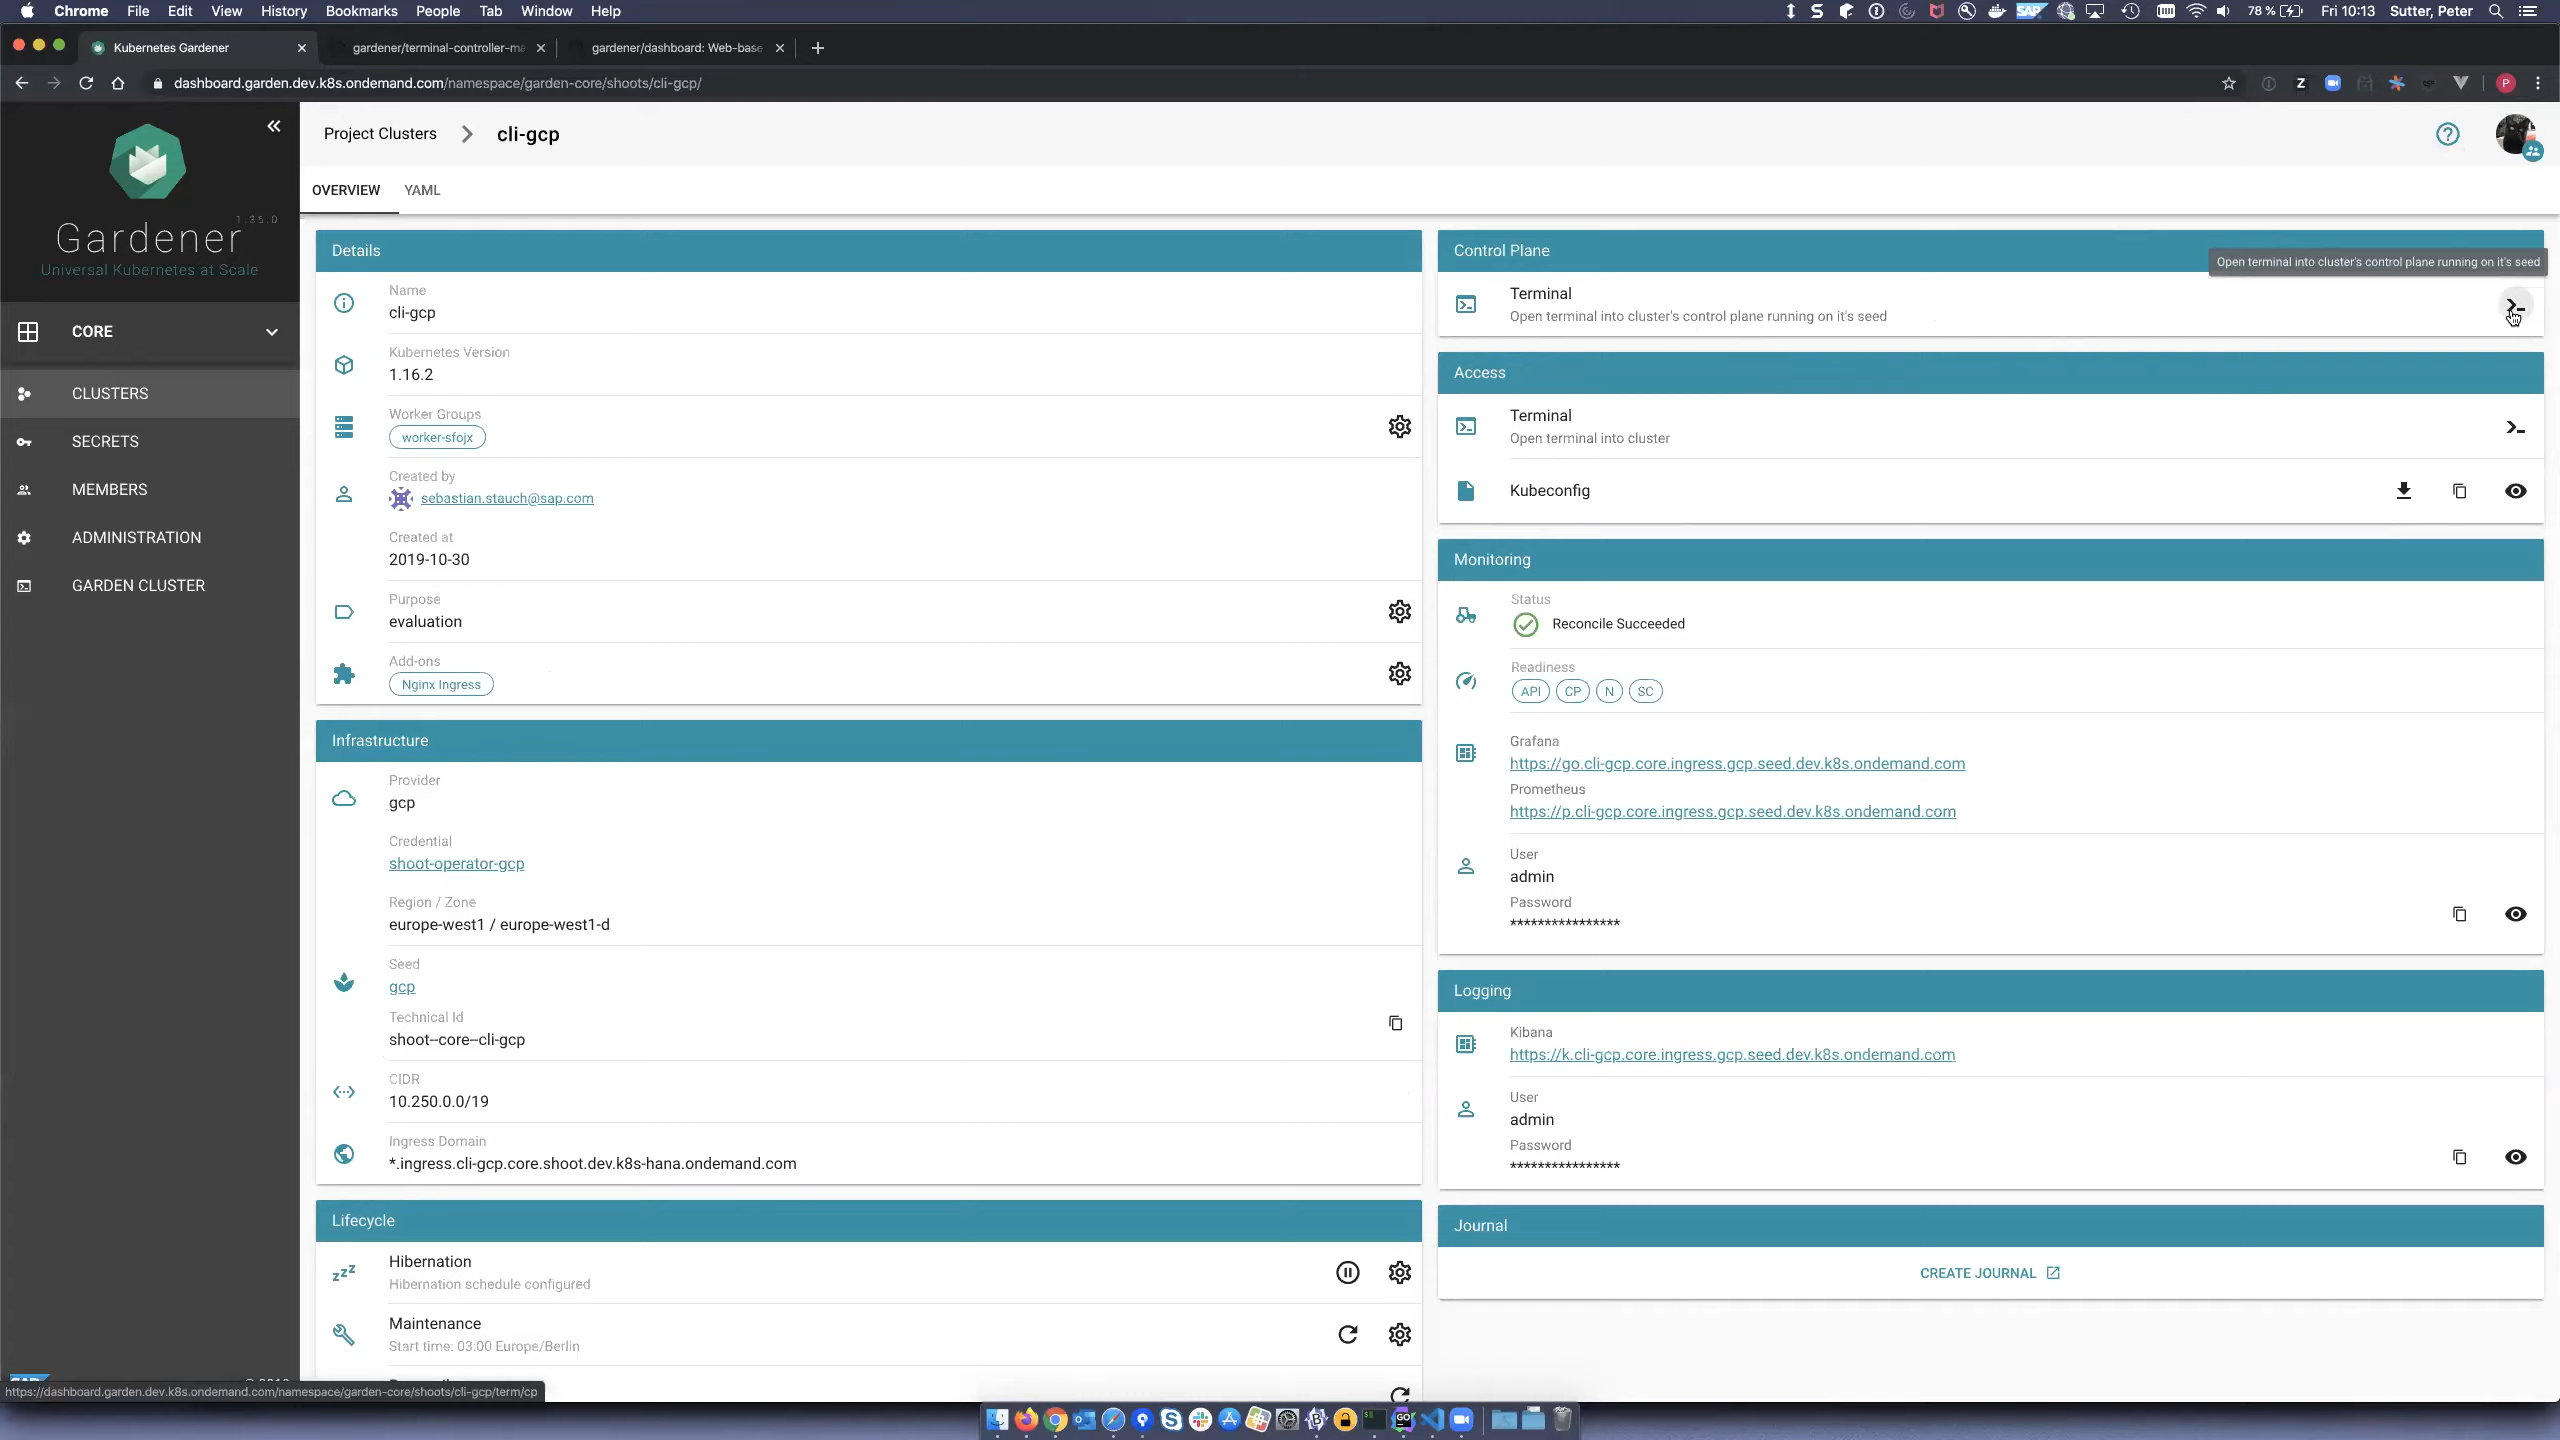 Chrome File Edit View History Bookmarks People Tab Window Help
78 % Fri 10:13 Sutter, Peter
Kubernetes Gardener
gardener/terminal-controller-ma
gardener/dashboard: Web-base
dashboard.garden.dev.k8s.ondemand.com/namespace/garden-core/shoots/cli-gcp/
Gardener
1.35.0
Universal Kubernetes at Scale
CORE
CLUSTERS
SECRETS
MEMBERS
ADMINISTRATION
GARDEN CLUSTER
Project Clusters
cli-gcp
OVERVIEW
YAML
Details
Name
cli-gcp
Kubernetes Version
1.16.2
Worker Groups
worker-sfojx
Created by
sebastian.stauch@sap.com
Created at
2019-10-30
Purpose
evaluation
Add-ons
Nginx Ingress
Infrastructure
Provider
gcp
Credential
shoot-operator-gcp
Region / Zone
europe-west1 / europe-west1-d
Seed
gcp
Technical Id
shoot--core--cli-gcp
CIDR
10.250.0.0/19
Ingress Domain
*.ingress.cli-gcp.core.shoot.dev.k8s-hana.ondemand.com
Lifecycle
Hibernation
Hibernation schedule configured
Maintenance
Start time: 03:00 Europe/Berlin
Control Plane
Open terminal into cluster's control plane running on it's seed
Terminal
Open terminal into cluster's control plane running on it's seed
Access
Terminal
Open terminal into cluster
Kubeconfig
Monitoring
Status
Reconcile Succeeded
Readiness
API CP N SC
Grafana
https://go.cli-gcp.core.ingress.gcp.seed.dev.k8s.ondemand.com
Prometheus
https://p.cli-gcp.core.ingress.gcp.seed.dev.k8s.ondemand.com
User
admin
Password
****************
Logging
Kibana
https://k.cli-gcp.core.ingress.gcp.seed.dev.k8s.ondemand.com
User
admin
Password
****************
Journal
CREATE JOURNAL
https://dashboard.garden.dev.k8s.ondemand.com/namespace/garden-core/shoots/cli-gcp/term/cp